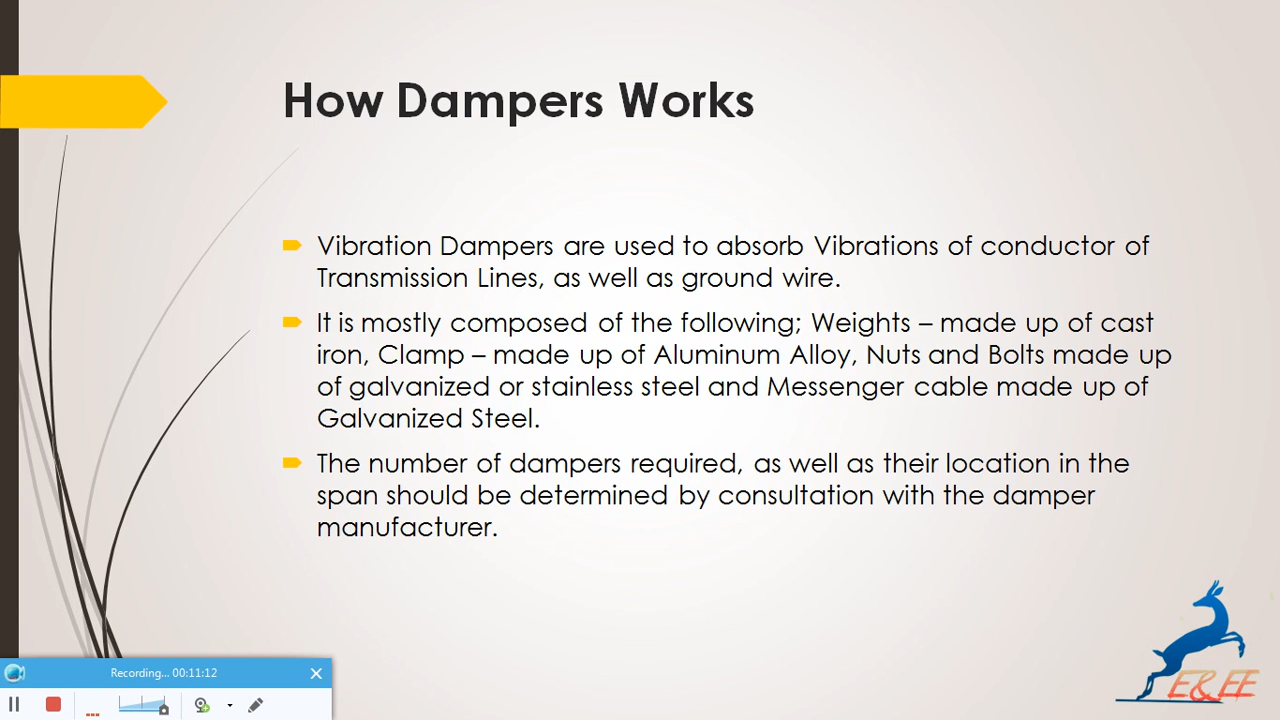 How Dampers Works
Vibration Dampers are used to absorb Vibrations of conductor of
Transmission Lines, as well as ground wire.
It is mostly composed of the following; Weights – made up of cast
iron, Clamp – made up of Aluminum Alloy, Nuts and Bolts made up
of galvanized or stainless steel and Messenger cable made up of
Galvanized Steel.
The number of dampers required, as well as their location in the
span should be determined by consultation with the damper
manufacturer.
Recording... 00:11:12
E&EE